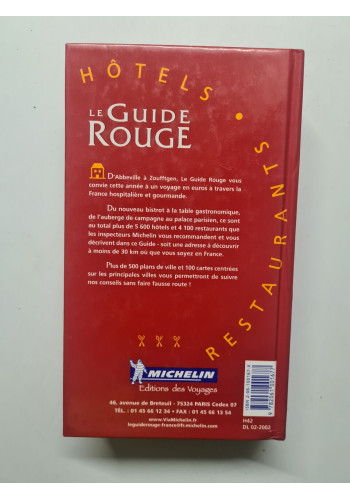 HÔTELS • RESTAURANTS
LE GUIDE
ROUGE
D'Abbeville à Zoufftgen, Le Guide Rouge vous
convie cette année à un voyage en euros à travers la
France hospitalière et gourmande.
Du nouveau bistrot à la table gastronomique,
de l'auberge de campagne au palace parisien, ce sont
au total plus de 5 600 hôtels et 4 100 restaurants que
les inspecteurs Michelin vous recommandent et vous
décrivent dans ce Guide - soit une adresse à découvrir
à moins de 30 km où que vous soyez en France.
Plus de 500 plans de ville et 100 cartes centrées
sur les principales villes vous permettront de suivre
nos conseils sans faire fausse route !
MICHELIN
Editions des Voyages
46, avenue de Breteuil - 75324 PARIS Cedex 07
TÉL. : 01 45 66 12 34 • FAX : 01 45 66 13 54
www.ViaMichelin.fr
leguiderouge-france@fr.michelin.com
H42
DL 02-2002